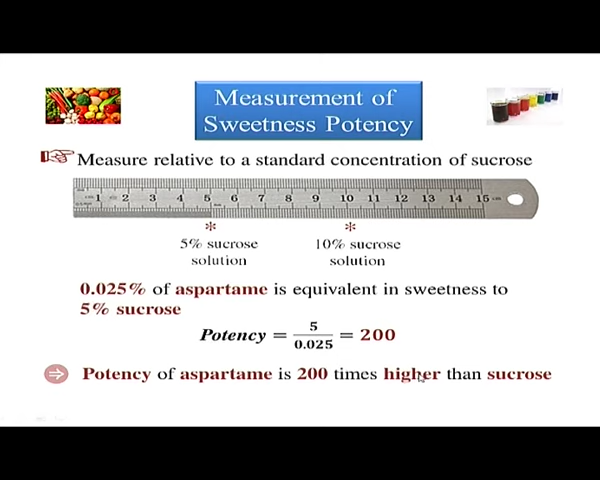 Measurement of
Sweetness Potency
Measure relative to a standard concentration of sucrose
1 2 3 4 5 6 7 8 9 10 11 12 13 14 15
* *
5% sucrose 10% sucrose
solution solution
0.025% of aspartame is equivalent in sweetness to
5% sucrose
Potency = 5/0.025 = 200
Potency of aspartame is 200 times higher than sucrose